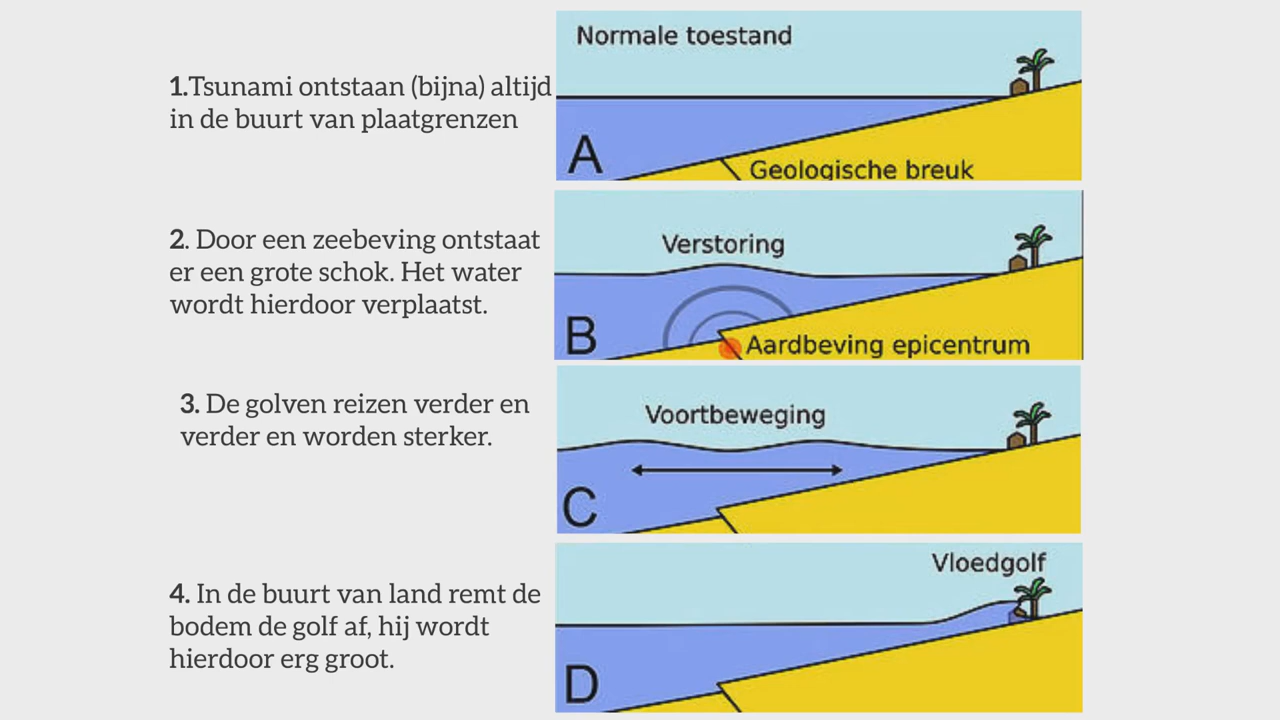 Normale toestand
1.Tsunami ontstaan (bijna) altijd
in de buurt van plaatgrenzen
A
Geologische breuk
2. Door een zeebeving ontstaat
er een grote schok. Het water
wordt hierdoor verplaatst.
Verstoring
B
Aardbeving epicentrum
3. De golven reizen verder en
verder en worden sterker.
Voortbeweging
C
4. In de buurt van land remt de
bodem de golf af, hij wordt
hierdoor erg groot.
Vloedgolf
D